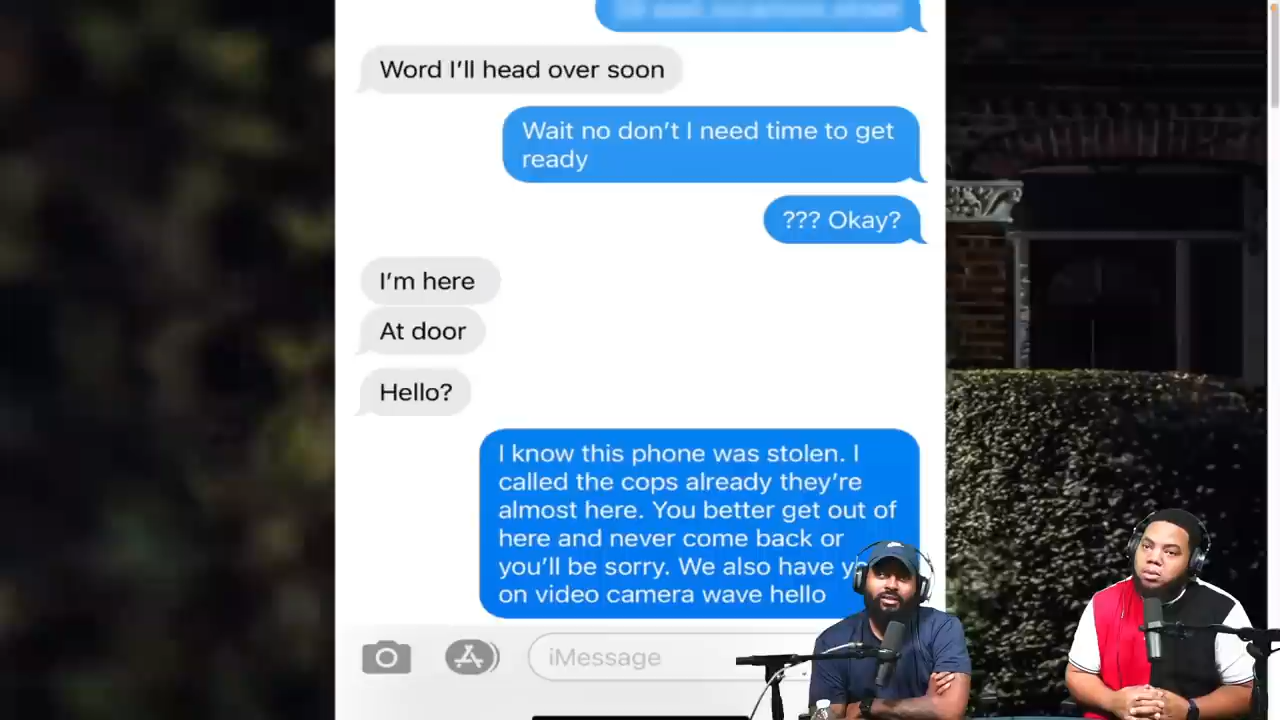 Word I'll head over soon
Wait no don't I need time to get
ready
??? Okay?
I'm here
At door
Hello?
I know this phone was stolen. I
called the cops already they're
almost here. You better get out of
here and never come back or
you'll be sorry. We also have
on video camera wave hello
iMessage